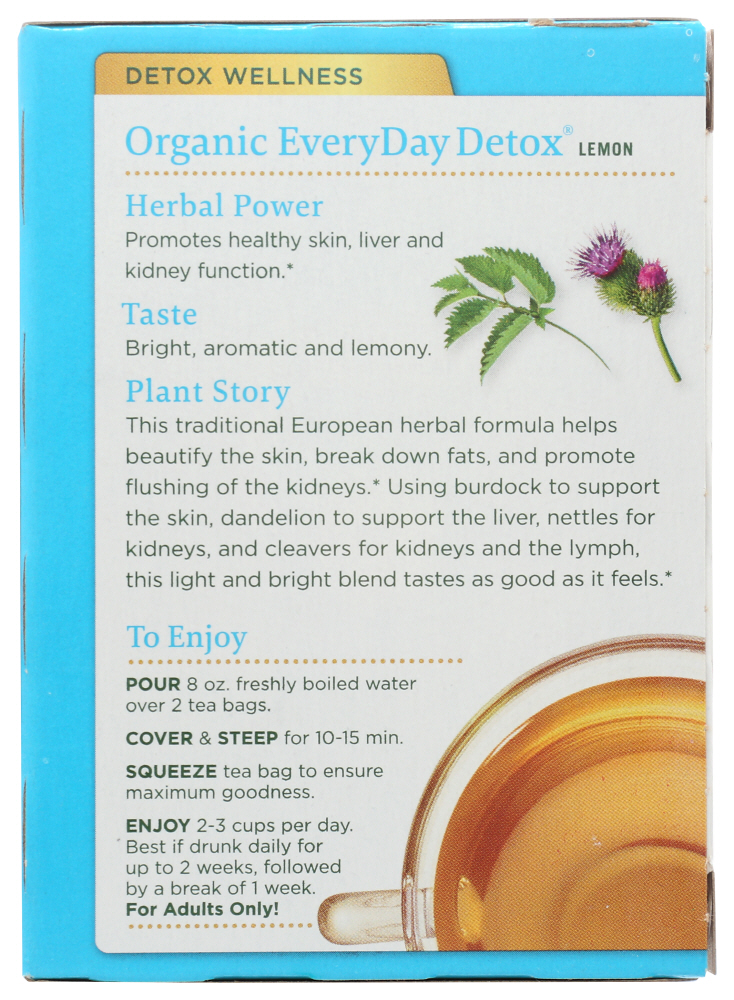 DETOX WELLNESS
Organic EveryDay Detox® LEMON
Herbal Power
Promotes healthy skin, liver and
kidney function.*
Taste
Bright, aromatic and lemony.
Plant Story
This traditional European herbal formula helps
beautify the skin, break down fats, and promote
flushing of the kidneys.* Using burdock to support
the skin, dandelion to support the liver, nettles for
kidneys, and cleavers for kidneys and the lymph,
this light and bright blend tastes as good as it feels.*
To Enjoy
POUR 8 oz. freshly boiled water
over 2 tea bags.
COVER & STEEP for 10-15 min.
SQUEEZE tea bag to ensure
maximum goodness.
ENJOY 2-3 cups per day.
Best if drunk daily for
up to 2 weeks, followed
by a break of 1 week.
For Adults Only!